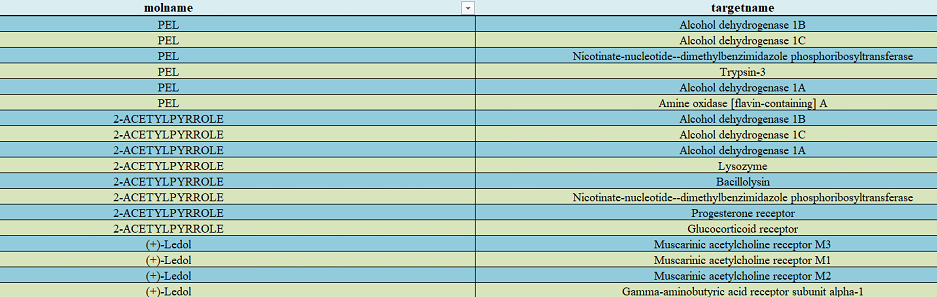 molname targetname
PEL Alcohol dehydrogenase 1B
PEL Alcohol dehydrogenase 1C
PEL Nicotinate-nucleotide--dimethylbenzimidazole phosphoribosyltransferase
PEL Trypsin-3
PEL Alcohol dehydrogenase 1A
PEL Amine oxidase [flavin-containing] A
2-ACETYLPYRROLE Alcohol dehydrogenase 1B
2-ACETYLPYRROLE Alcohol dehydrogenase 1C
2-ACETYLPYRROLE Alcohol dehydrogenase 1A
2-ACETYLPYRROLE Lysozyme
2-ACETYLPYRROLE Bacillolysin
2-ACETYLPYRROLE Nicotinate-nucleotide--dimethylbenzimidazole phosphoribosyltransferase
2-ACETYLPYRROLE Progesterone receptor
2-ACETYLPYRROLE Glucocorticoid receptor
(+)-Ledol Muscarinic acetylcholine receptor M3
(+)-Ledol Muscarinic acetylcholine receptor M1
(+)-Ledol Muscarinic acetylcholine receptor M2
(+)-Ledol Gamma-aminobutyric acid receptor subunit alpha-1